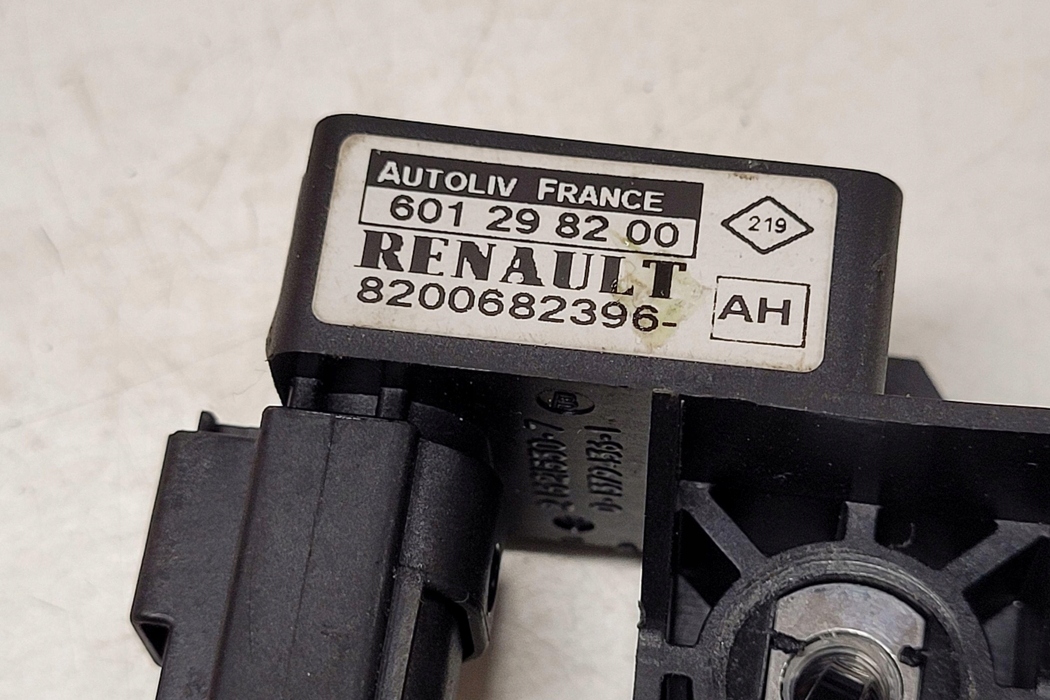 AUTOLIV FRANCE
601 29 82 00
RENAULT
8200682396-
219
AH